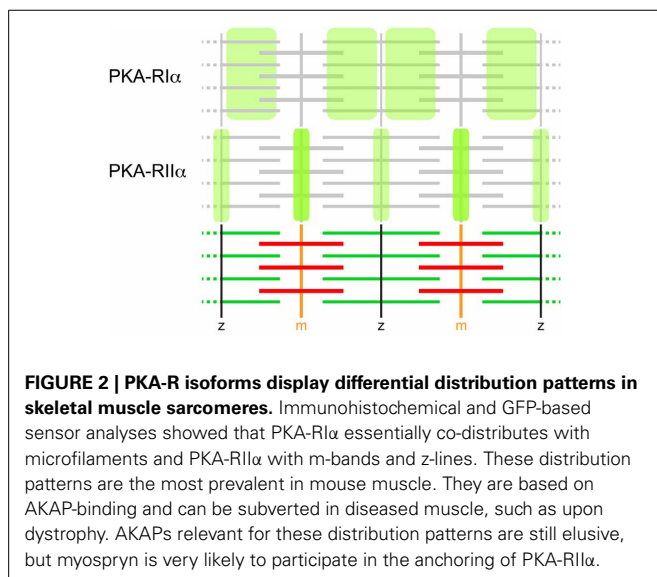 PKA-RIα
PKA-RIIα
z m z m z
FIGURE 2 | PKA-R isoforms display differential distribution patterns in
skeletal muscle sarcomeres. Immunohistochemical and GFP-based
sensor analyses showed that PKA-RIα essentially co-distributes with
microfilaments and PKA-RIIα with m-bands and z-lines. These distribution
patterns are the most prevalent in mouse muscle. They are based on
AKAP-binding and can be subverted in diseased muscle, such as upon
dystrophy. AKAPs relevant for these distribution patterns are still elusive,
but myospryn is very likely to participate in the anchoring of PKA-RIIα.